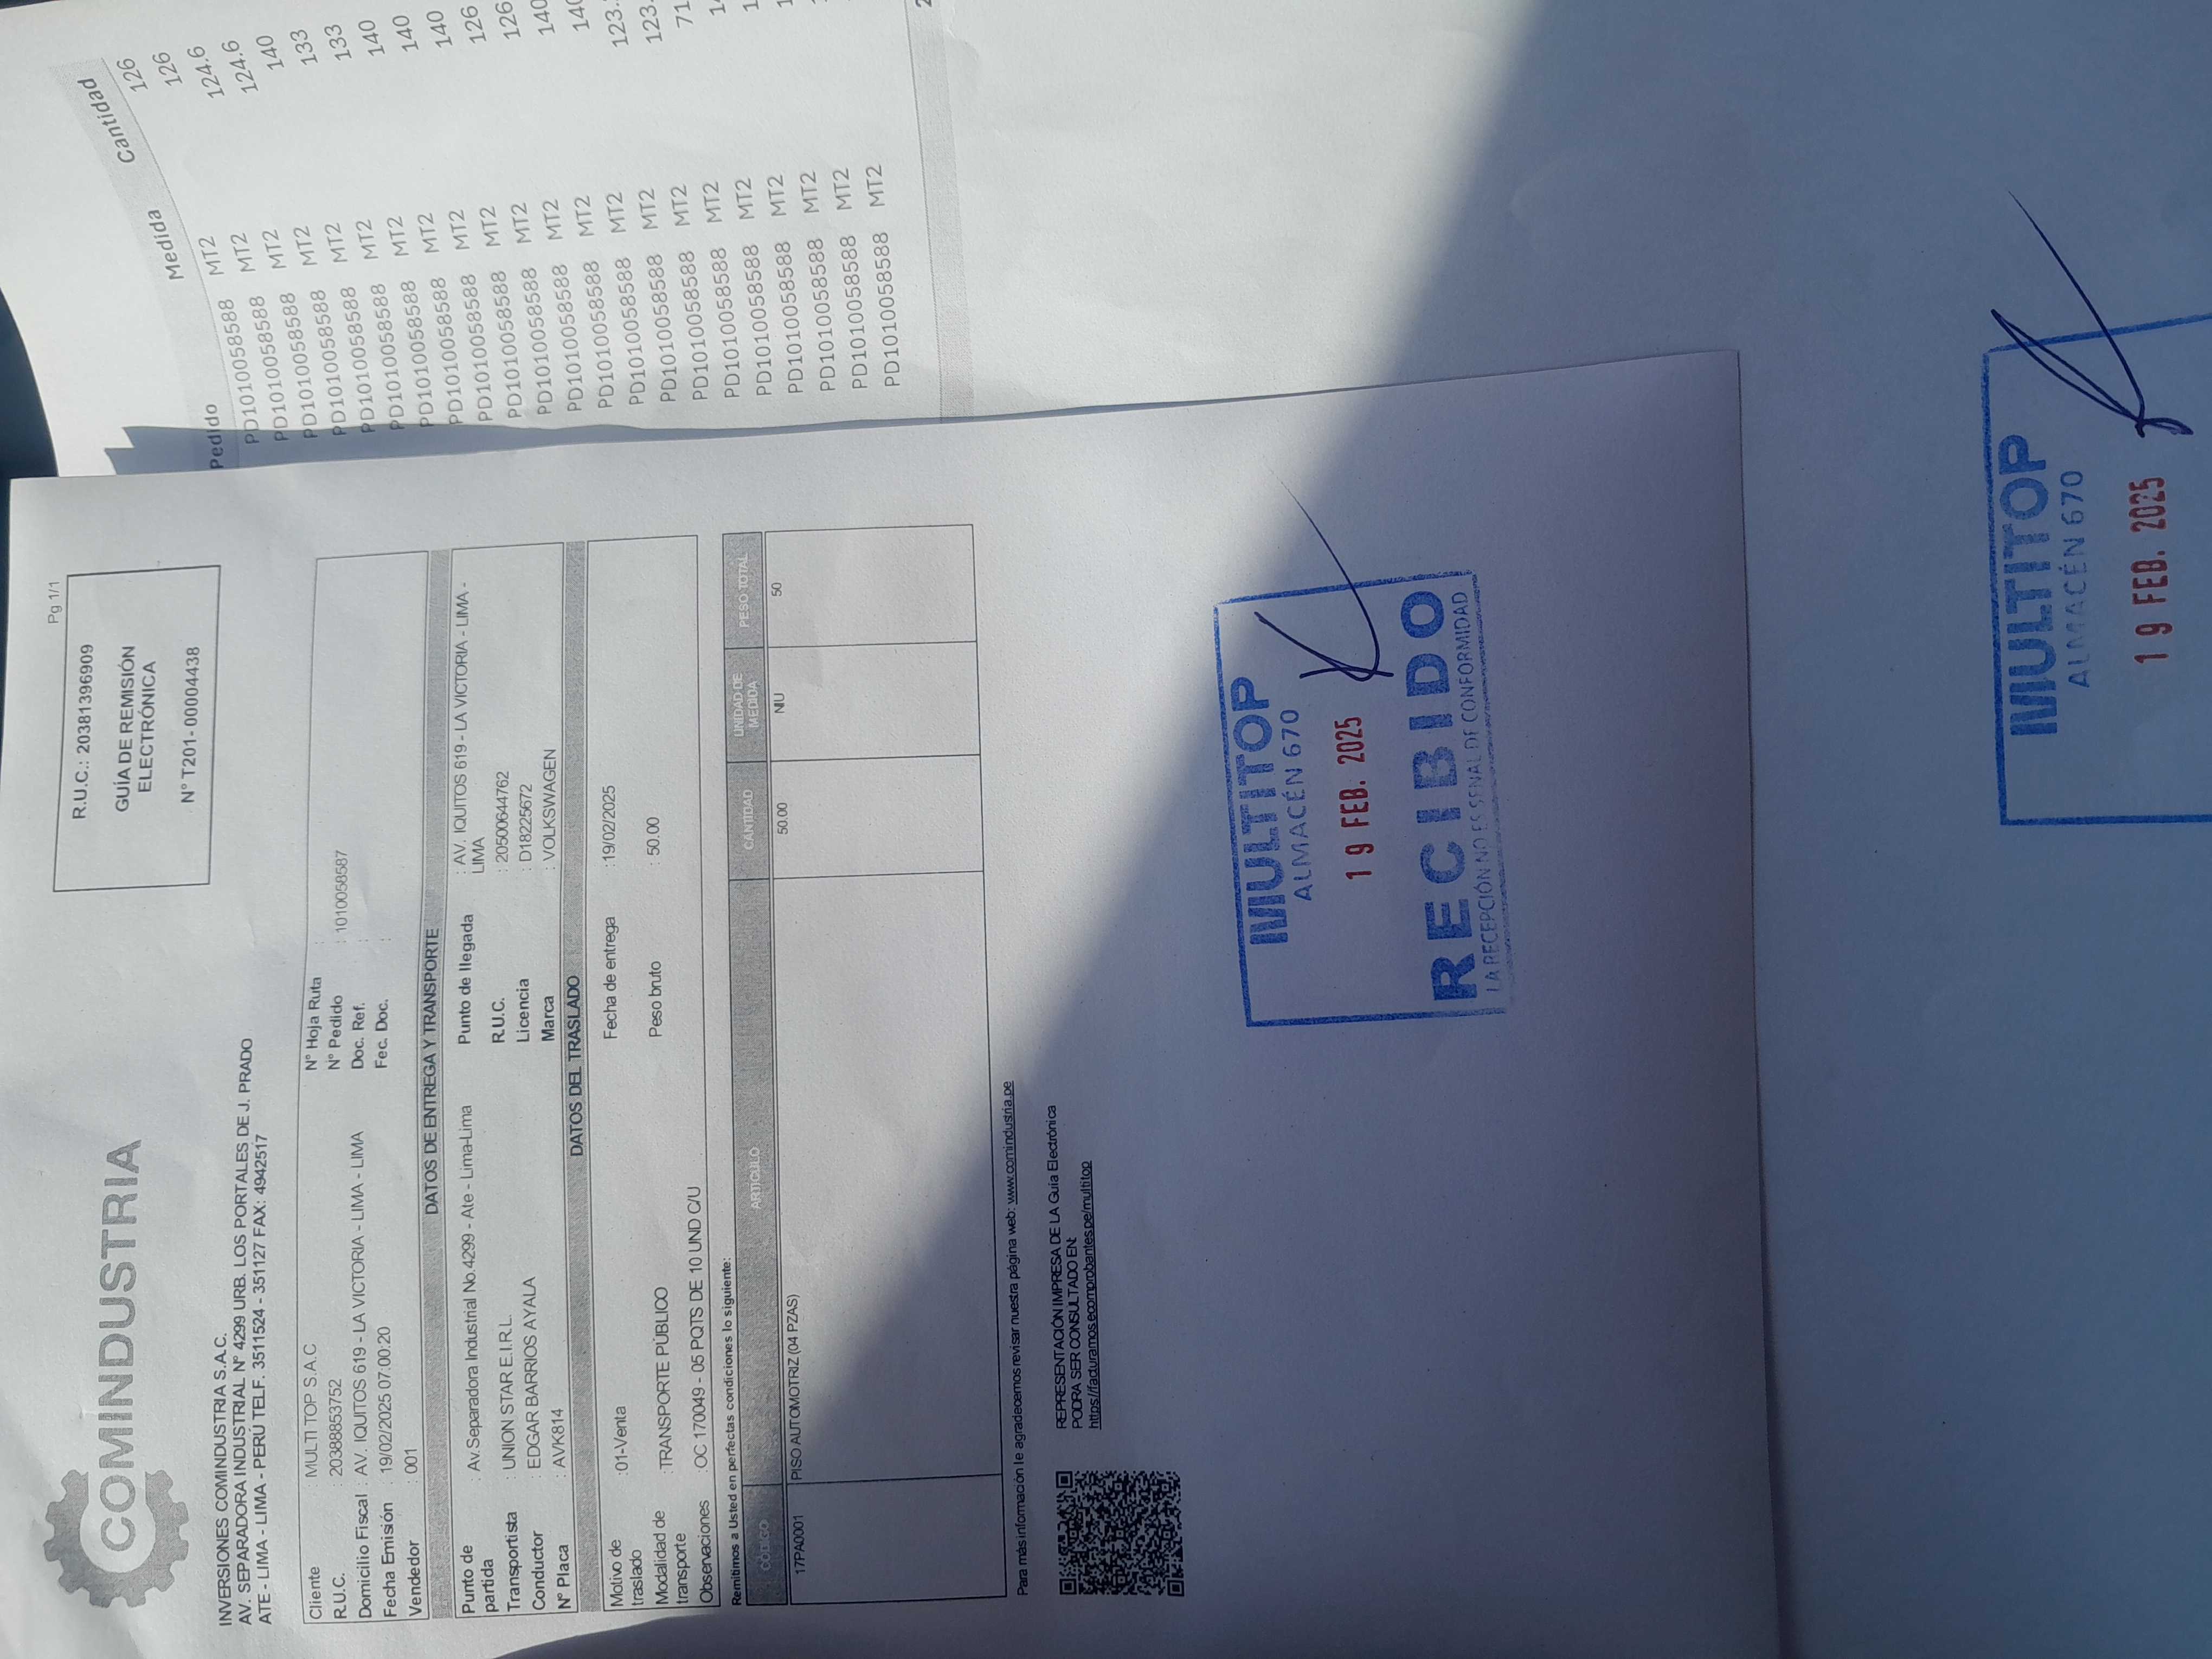 Pg 1/1
COMINDUSTRIA
R.U.C.: 20381396909
GUÍA DE REMISIÓN
ELECTRÓNICA
N° T201- 00004438
INVERSIONES COMINDUSTRIA S.A.C.
AV. SEPARADORA INDUSTRIAL N° 4299 URB. LOS PORTALES DE J. PRADO
ATE - LIMA - LIMA - PERÚ TELF. 3511524 - 351127 FAX: 4942517
Cliente : MULTI TOP S.A.C N° Hoja Ruta :
R.U.C. : 20388853752 N° Pedido : 1010058587
Domicilio Fiscal : AV. IQUITOS 619 - LA VICTORIA - LIMA - LIMA Doc. Ref. :
Fecha Emisión : 19/02/2025 07:00:20 Fec. Doc. :
Vendedor : 001
DATOS DE ENTREGA Y TRANSPORTE
Punto de partida : Av.Separadora Industrial No.4299 - Ate - Lima-Lima Punto de llegada : AV. IQUITOS 619 - LA VICTORIA - LIMA - LIMA
Transportista : UNION STAR E.I.R.L. R.U.C. : 20500644762
Conductor : EDGAR BARRIOS AYALA Licencia : D18225672
N° Placa : AVK814 Marca : VOLKSWAGEN
DATOS DEL TRASLADO
Motivo de traslado :01-Venta Fecha de entrega :19/02/2025
Modalidad de transporte :TRANSPORTE PÚBLICO Peso bruto : 50.00
Observaciones :OC 170049 - 05 PQTS DE 10 UND C/U
Remitimos a Usted en perfectas condiciones lo siguiente:
CÓDIGO ARTÍCULO CANTIDAD UNIDAD DE MEDIDA PESO TOTAL
17PA0001 PISO AUTOMOTRIZ (04 PZAS) 50.00 NIU 50
Para más información le agradecemos revisar nuestra página web: www.comindustria.pe
REPRESENTACIÓN IMPRESA DE LA Guia Electrónica
PODRA SER CONSULTADO EN:
https://facturamos.ecomprobantes.pe/multitop
MULTITOP
ALMACÉN 670
19 FEB. 2025
RECIBIDO
LA RECEPCIÓN NO ES SEÑAL DE CONFORMIDAD
Pedido Medida Cantidad
PD1010058588 MT2 126
PD1010058588 MT2 126
PD1010058588 MT2 124.6
PD1010058588 MT2 124.6
PD1010058588 MT2 140
PD1010058588 MT2 133
PD1010058588 MT2 133
PD1010058588 MT2 140
PD1010058588 MT2 140
PD1010058588 MT2 140
PD1010058588 MT2 126
PD1010058588 MT2 126
PD1010058588 MT2 140
PD1010058588 MT2
PD1010058588 MT2
PD1010058588 MT2
PD1010058588 MT2
PD1010058588 MT2
PD1010058588 MT2
PD1010058588 MT2
PD1010058588 MT2
PD1010058588 MT2
MULTITOP
ALMACÉN 670
19 FEB. 2025